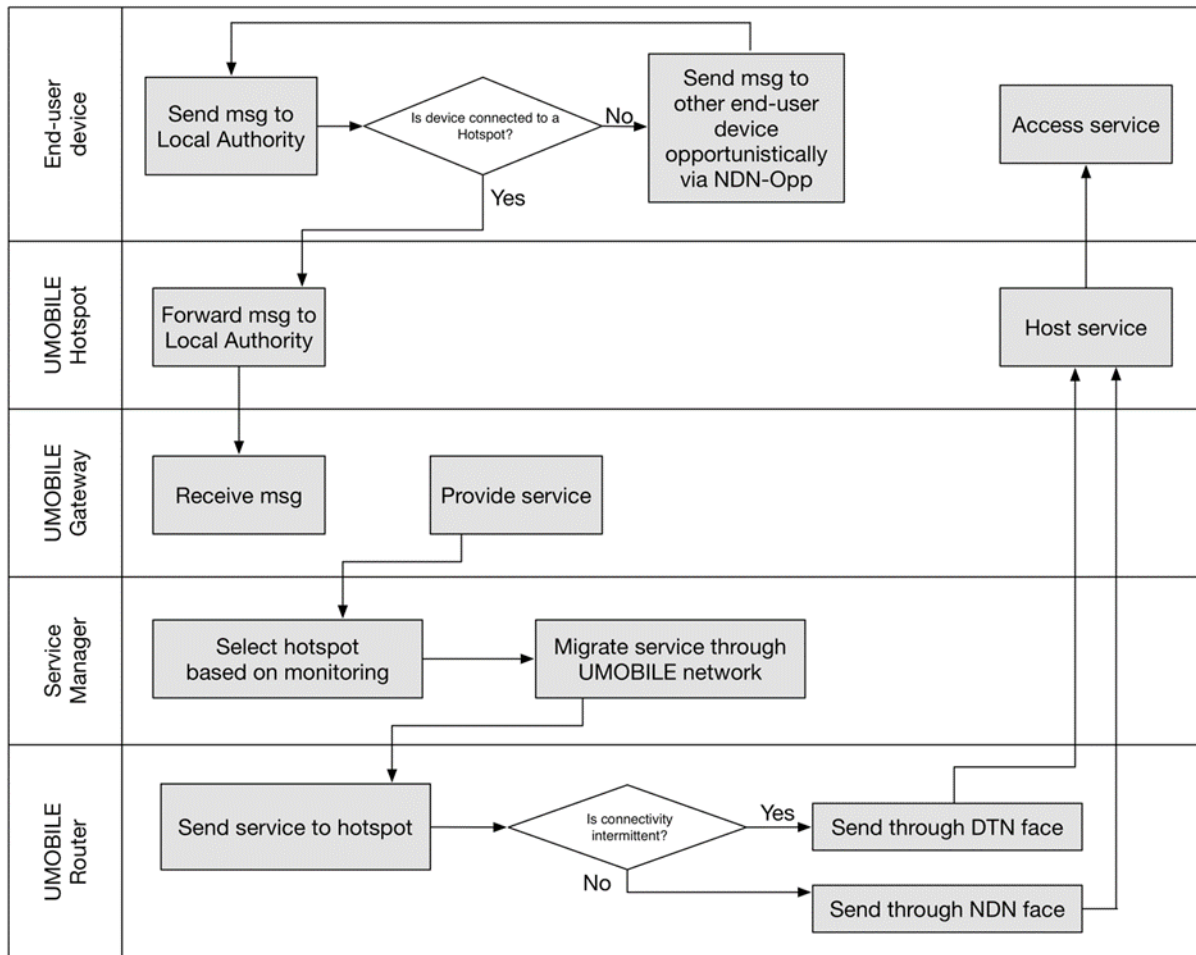 End-user
device
Send msg to
Local Authority
Is device connected to a
Hotspot?
No
Yes
Send msg to
other end-user
device
opportunistically
via NDN-Opp
Access service
UMOBILE
Hotspot
Forward msg to
Local Authority
Host service
UMOBILE
Gateway
Receive msg
Provide service
Service
Manager
Select hotspot
based on monitoring
Migrate service through
UMOBILE network
UMOBILE
Router
Send service to hotspot
Is connectivity
intermittent?
Yes
No
Send through DTN face
Send through NDN face